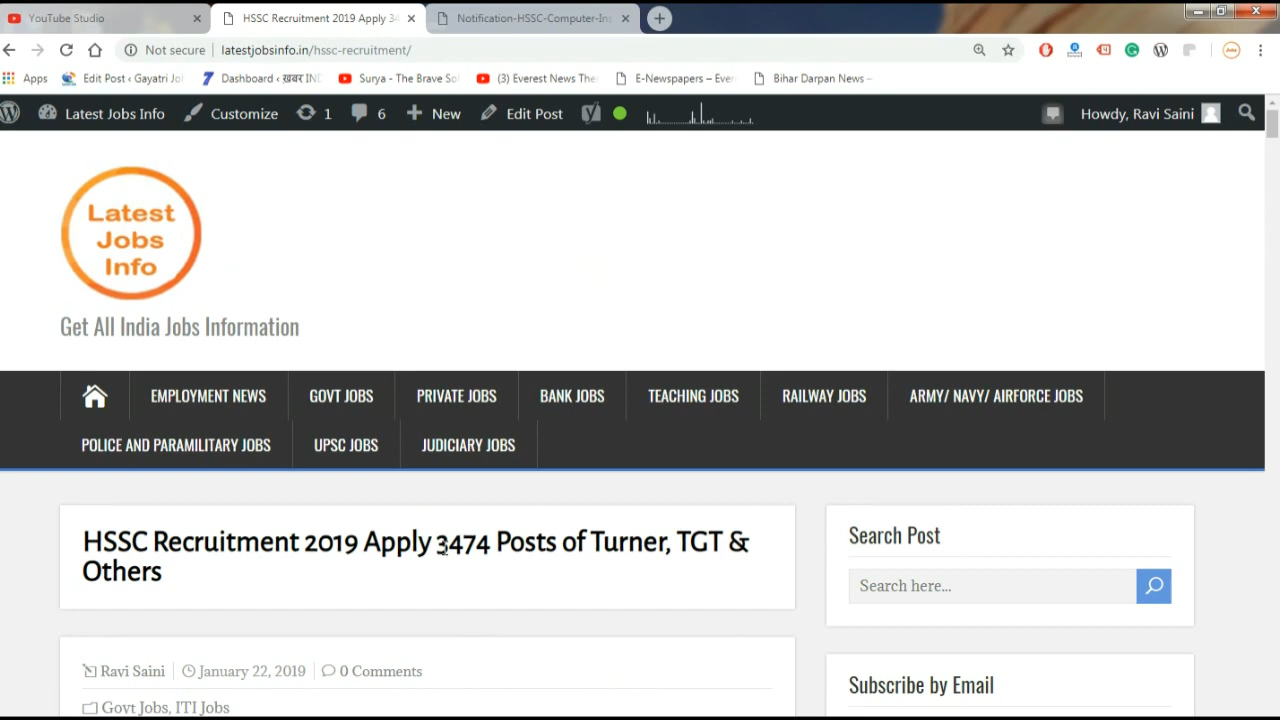 YouTube Studio
HSSC Recruitment 2019 Apply 34
Notification-HSSC-Computer-Ins
Not secure
latestjobsinfo.in/hssc-recruitment/
Apps
Edit Post ‹ Gayatri Jo
Dashboard ‹ ख़बर IND
Surya - The Brave So
(3) Everest News The
E-Newspapers – Ever
Bihar Darpan News –
Latest Jobs Info
Customize
1
6
New
Edit Post
Howdy, Ravi Saini
Latest
Jobs
Info
Get All India Jobs Information
EMPLOYMENT NEWS
GOVT JOBS
PRIVATE JOBS
BANK JOBS
TEACHING JOBS
RAILWAY JOBS
ARMY/ NAVY/ AIRFORCE JOBS
POLICE AND PARAMILITARY JOBS
UPSC JOBS
JUDICIARY JOBS
HSSC Recruitment 2019 Apply 3474 Posts of Turner, TGT &
Others
Search Post
Search here...
Ravi Saini
January 22, 2019
0 Comments
Subscribe by Email
Govt Jobs, ITI Jobs